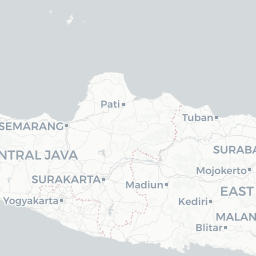 Pati
Tuban
SEMARANG
SURABA
NTRAL JAVA
Mojokerto
SURAKARTA
Madiun
EAST
Yogyakarta
Kediri
MALAN
Blitar